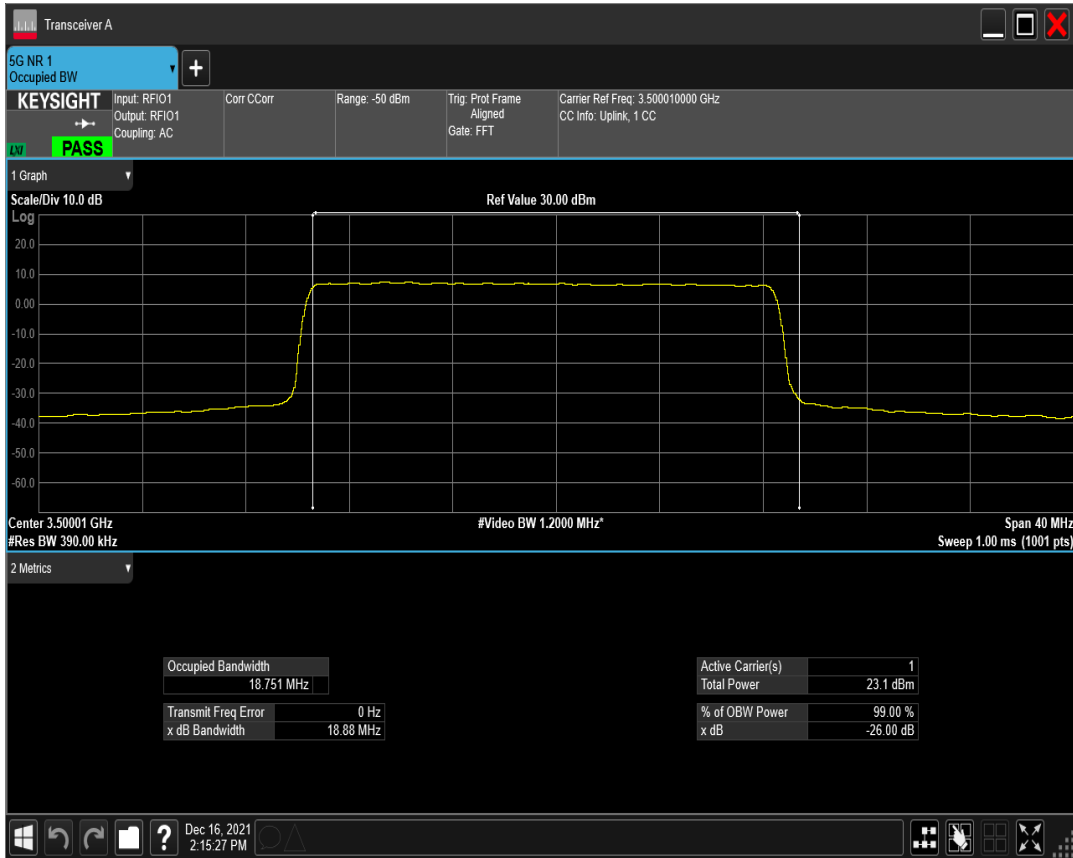 Transceiver A
5G NR 1
Occupied BW
KEYSIGHT
LXI
PASS
Input: RFIO1
Output: RFIO1
Coupling: AC
Corr CCorr
Range: -50 dBm
Trig: Prot Frame
Aligned
Gate: FFT
Carrier Ref Freq: 3.500010000 GHz
CC Info: Uplink, 1 CC
1 Graph
Scale/Div 10.0 dB
Ref Value 30.00 dBm
Log
20.0
10.0
0.00
-10.0
-20.0
-30.0
-40.0
-50.0
-60.0
Center 3.50001 GHz
#Video BW 1.2000 MHz*
Span 40 MHz
#Res BW 390.00 kHz
Sweep 1.00 ms (1001 pts)
2 Metrics
Occupied Bandwidth
18.751 MHz
Transmit Freq Error 0 Hz
x dB Bandwidth 18.88 MHz
Active Carrier(s) 1
Total Power 23.1 dBm
% of OBW Power 99.00 %
x dB -26.00 dB
?
Dec 16, 2021
2:15:27 PM